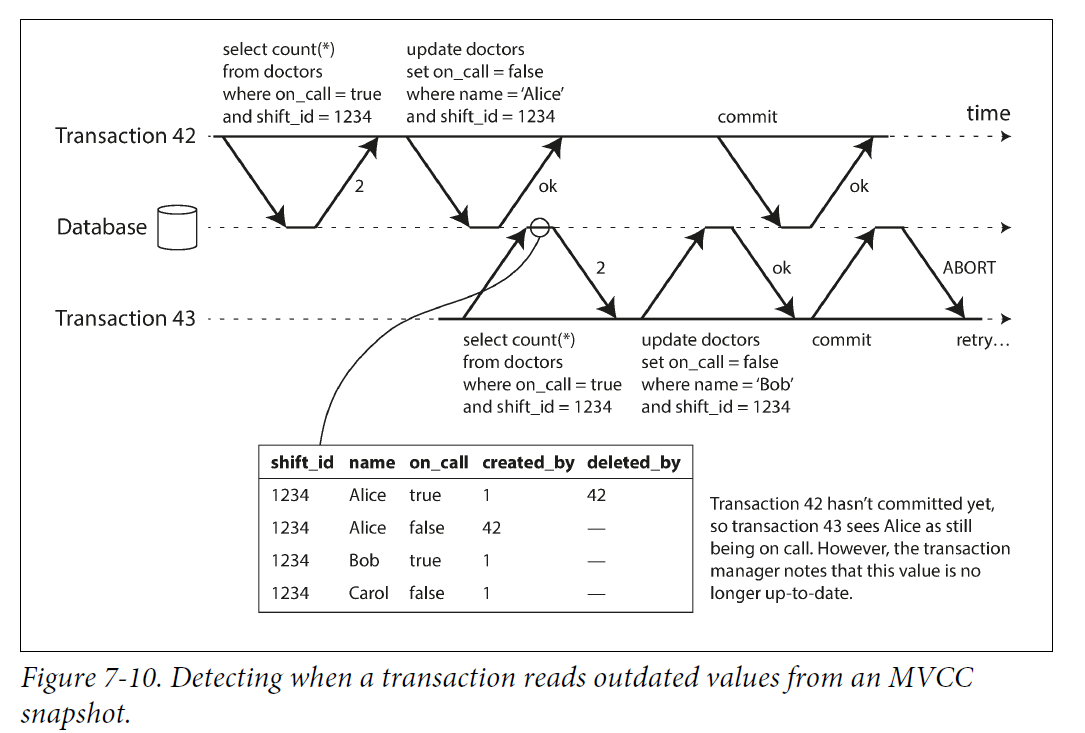 select count(*)
from doctors
where on_call = true
and shift_id = 1234
update doctors
set on_call = false
where name = ‘Alice’
and shift_id = 1234
commit
time
Transaction 42
2
ok
ok
Database
2
ok
ABORT
Transaction 43
select count(*)
from doctors
where on_call = true
and shift_id = 1234
update doctors
set on_call = false
where name = ‘Bob’
and shift_id = 1234
commit
retry…
shift_id name on_call created_by deleted_by
1234 Alice true 1 42
1234 Alice false 42 —
1234 Bob true 1 —
1234 Carol false 1 —
Transaction 42 hasn’t committed yet,
so transaction 43 sees Alice as still
being on call. However, the transaction
manager notes that this value is no
longer up-to-date.
Figure 7-10. Detecting when a transaction reads outdated values from an MVCC
snapshot.